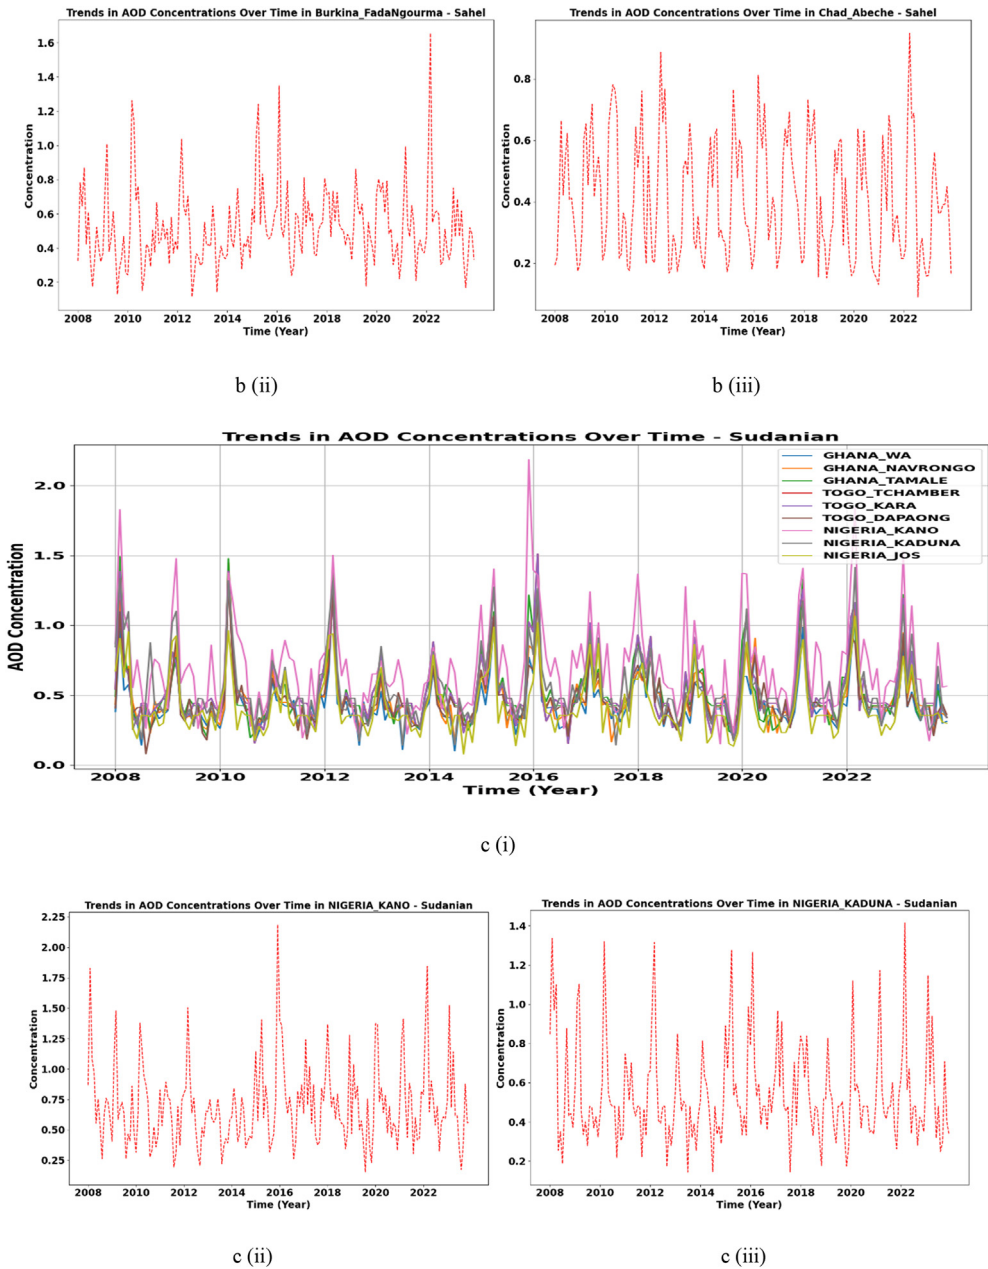 Trends in AOD Concentrations Over Time in Burkina_FadaNgourma - Sahel
1.6
1.4
1.2
1.0
0.8
0.6
0.4
0.2
Concentration
2008 2010 2012 2014 2016 2018 2020 2022
Time (Year)
b (ii)
Trends in AOD Concentrations Over Time in Chad_Abeche - Sahel
0.8
0.6
0.4
0.2
Concentration
2008 2010 2012 2014 2016 2018 2020 2022
Time (Year)
b (iii)
Trends in AOD Concentrations Over Time - Sudanian
2.0
1.5
1.0
0.5
0.0
AOD Concentration
GHANA_WA
GHANA_NAVRONGO
GHANA_TAMALE
TOGO_TCHAMBER
TOGO_KARA
TOGO_DAPAONG
NIGERIA_KANO
NIGERIA_KADUNA
NIGERIA_JOS
2008 2010 2012 2014 2016 2018 2020 2022
Time (Year)
c (i)
Trends in AOD Concentrations Over Time in NIGERIA_KANO - Sudanian
2.25
2.00
1.75
1.50
1.25
1.00
0.75
0.50
0.25
Concentration
2008 2010 2012 2014 2016 2018 2020 2022
Time (Year)
c (ii)
Trends in AOD Concentrations Over Time in NIGERIA_KADUNA - Sudanian
1.4
1.2
1.0
0.8
0.6
0.4
0.2
Concentration
2008 2010 2012 2014 2016 2018 2020 2022
Time (Year)
c (iii)